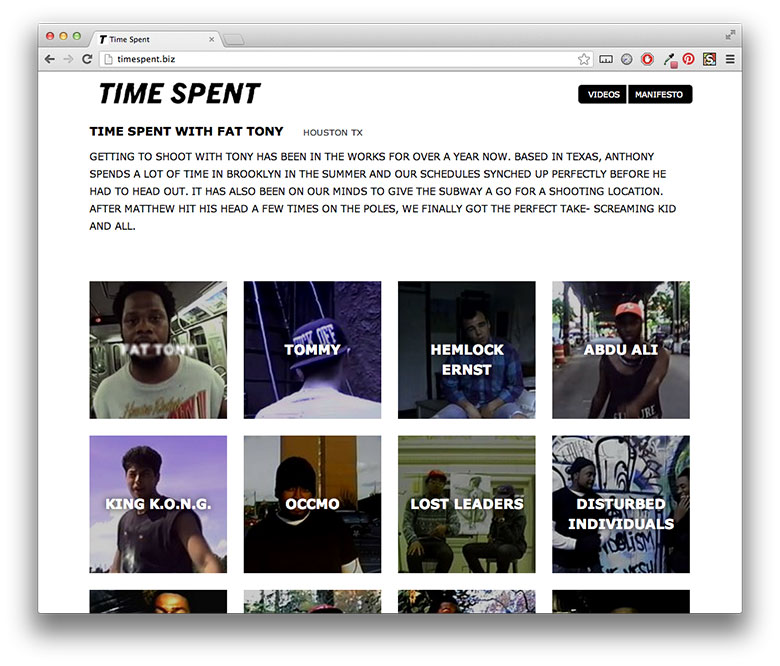 Time Spent
timespent.biz
TIME SPENT
VIDEOS
MANIFESTO
TIME SPENT WITH FAT TONY HOUSTON TX
GETTING TO SHOOT WITH TONY HAS BEEN IN THE WORKS FOR OVER A YEAR NOW. BASED IN TEXAS, ANTHONY
SPENDS A LOT OF TIME IN BROOKLYN IN THE SUMMER AND OUR SCHEDULES SYNCHED UP PERFECTLY BEFORE HE
HAD TO HEAD OUT. IT HAS ALSO BEEN ON OUR MINDS TO GIVE THE SUBWAY A GO FOR A SHOOTING LOCATION.
AFTER MATTHEW HIT HIS HEAD A FEW TIMES ON THE POLES, WE FINALLY GOT THE PERFECT TAKE- SCREAMING KID
AND ALL.
FAT TONY
TOMMY
HEMLOCK
ERNST
ABDU ALI
KING K.O.N.G.
OCCMO
LOST LEADERS
DISTURBED
INDIVIDUALS